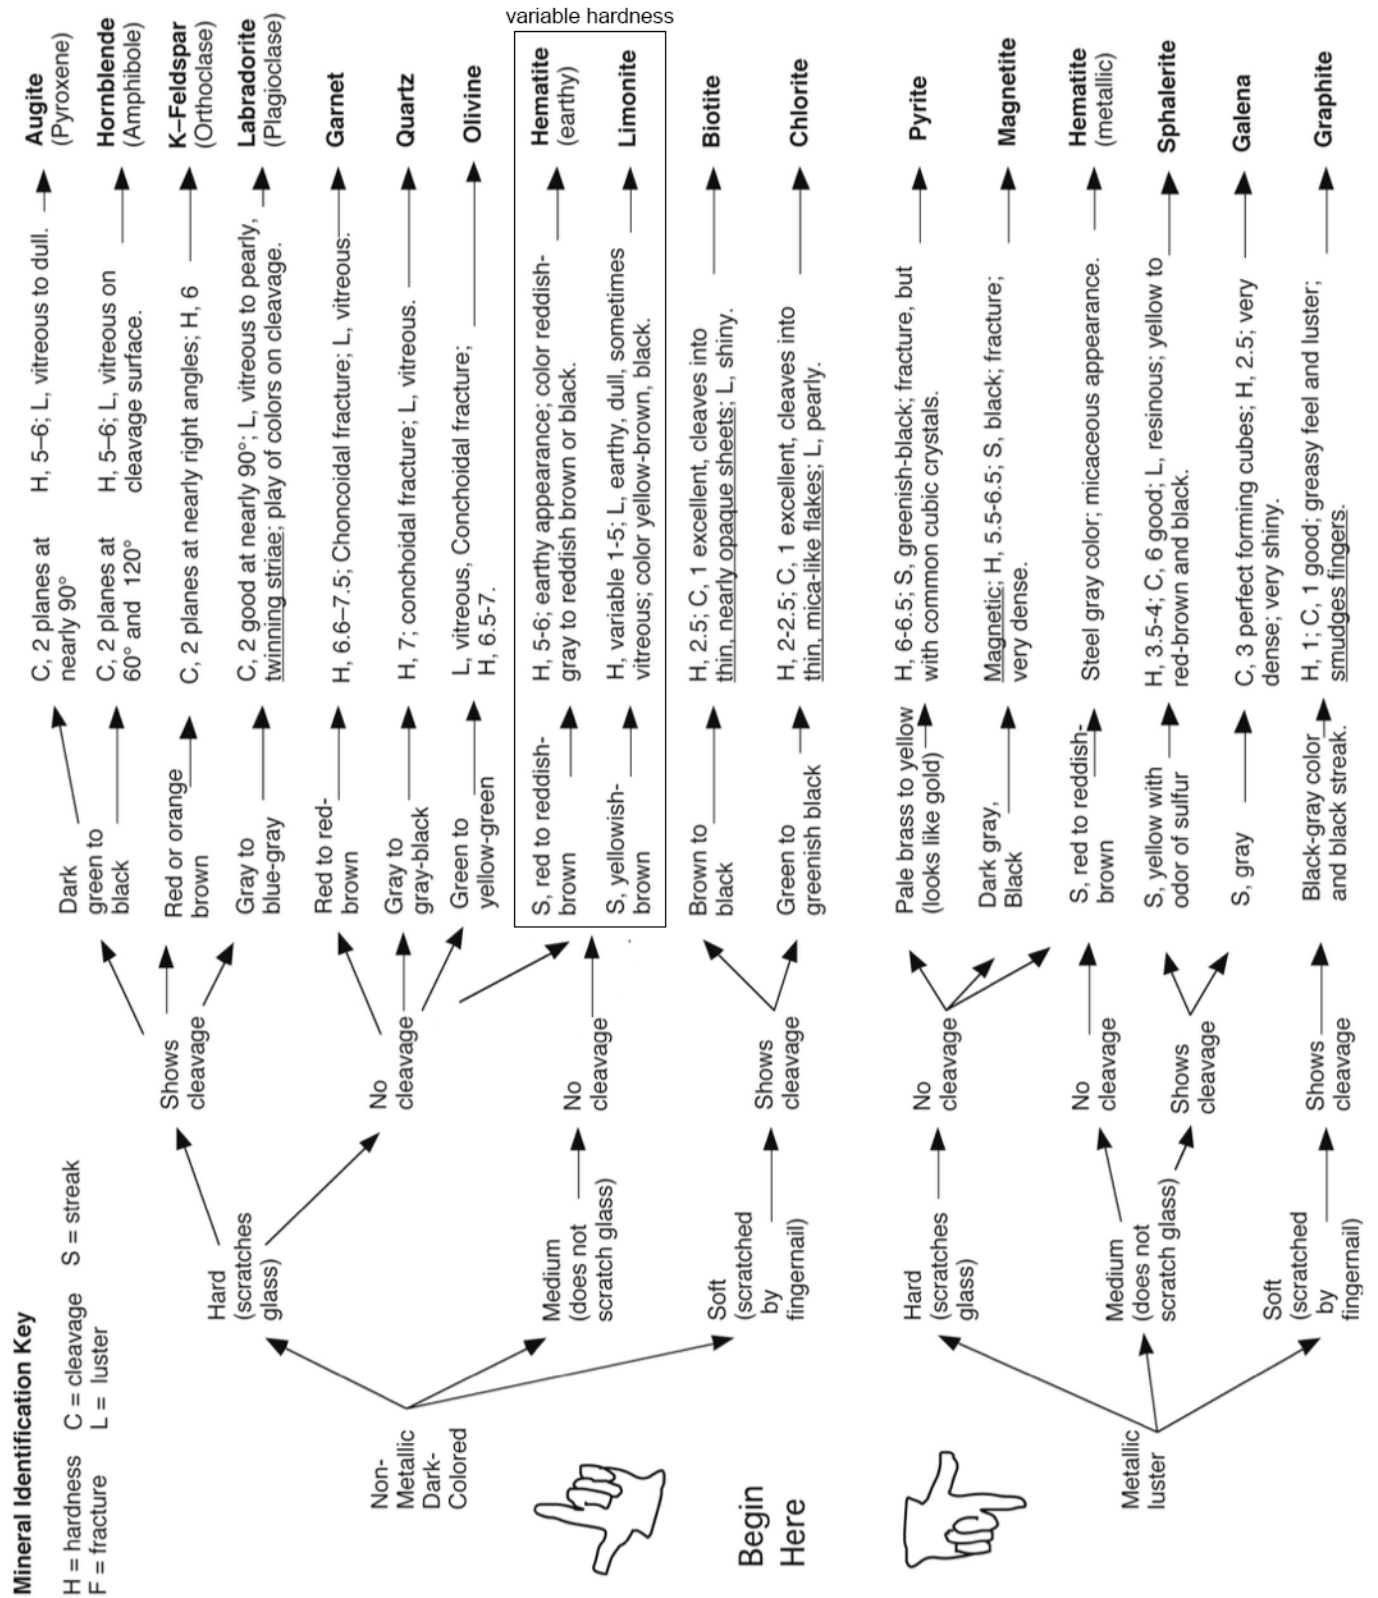 variable hardness
Mineral Identification Key
H = hardness C = cleavage S = streak
F = fracture L = luster
Begin
Here
Non-
Metallic
Dark-
Colored
Hard
(scratches
glass)
Shows
cleavage
Dark
green to
black
C, 2 planes at
nearly 90°
H, 5–6; L, vitreous to dull.
Augite
(Pyroxene)
C, 2 planes at
60° and 120°
H, 5–6; L, vitreous on
cleavage surface.
Hornblende
(Amphibole)
Red or orange
brown
C, 2 planes at nearly right angles; H, 6
K–Feldspar
(Orthoclase)
Gray to
blue-gray
C, 2 good at nearly 90°; L, vitreous to pearly,
twinning striae; play of colors on cleavage.
Labradorite
(Plagioclase)
No
cleavage
Red to red-
brown
H, 6.6–7.5; Choncoidal fracture; L, vitreous.
Garnet
Gray to
gray-black
H, 7; conchoidal fracture; L, vitreous.
Quartz
Green to
yellow-green
L, vitreous, Conchoidal fracture;
H, 6.5-7.
Olivine
Medium
(does not
scratch glass)
No
cleavage
S, red to reddish-
brown
H, 5-6; earthy appearance; color reddish-
gray to reddish brown or black.
Hematite
(earthy)
S, yellowish-
brown
H, variable 1-5; L, earthy, dull, sometimes
vitreous; color yellow-brown, black.
Limonite
Soft
(scratched
by
fingernail)
Shows
cleavage
Brown to
black
H, 2.5; C, 1 excellent, cleaves into
thin, nearly opaque sheets; L, shiny.
Biotite
Green to
greenish black
H, 2-2.5; C, 1 excellent, cleaves into
thin, mica-like flakes; L, pearly.
Chlorite
Metallic
luster
Hard
(scratches
glass)
No
cleavage
Pale brass to yellow
(looks like gold)
H, 6-6.5; S, greenish-black; fracture, but
with common cubic crystals.
Pyrite
Dark gray,
Black
Magnetic; H, 5.5-6.5; S, black; fracture;
very dense.
Magnetite
Medium
(does not
scratch glass)
No
cleavage
S, red to reddish-
brown
Steel gray color; micaceous appearance.
Hematite
(metallic)
Shows
cleavage
S, yellow with
odor of sulfur
H, 3.5-4; C, 6 good; L, resinous; yellow to
red-brown and black.
Sphalerite
S, gray
C, 3 perfect forming cubes; H, 2.5; very
dense; very shiny.
Galena
Soft
(scratched
by
fingernail)
Shows
cleavage
Black-gray color
and black streak.
H, 1; C, 1 good; greasy feel and luster;
smudges fingers.
Graphite